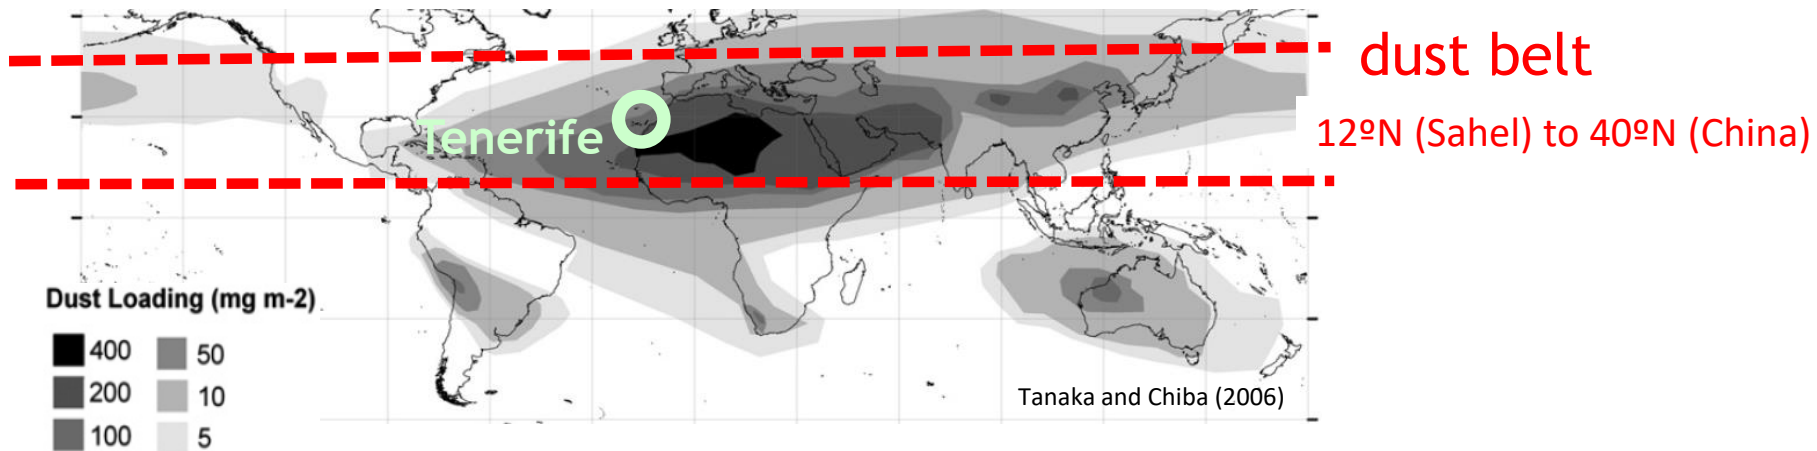 dust belt
12ºN (Sahel) to 40ºN (China)
Tenerife
Dust Loading (mg m-2)
400 50
200 10
100 5
Tanaka and Chiba (2006)